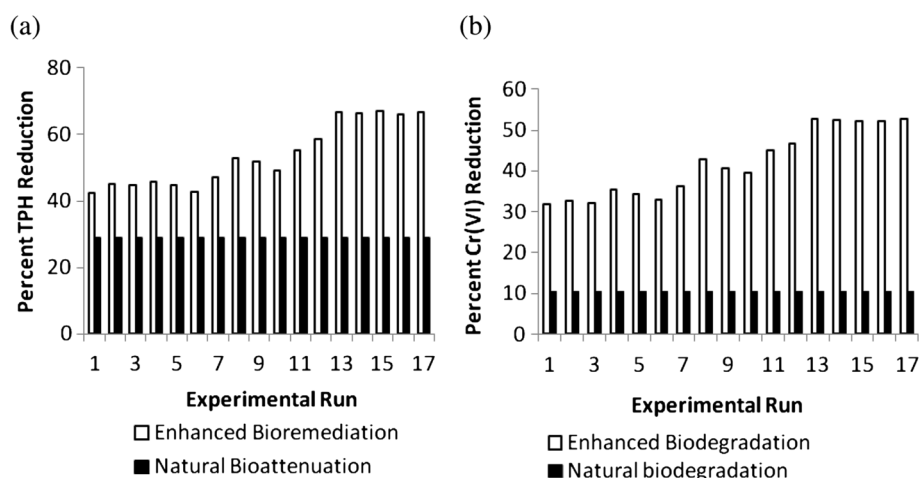 (a)
80
60
40
20
0
Percent TPH Reduction
1 3 5 7 9 11 13 15 17
Experimental Run
Enhanced Bioremediation
Natural Bioattenuation
(b)
60
50
40
30
20
10
0
Percent Cr(VI) Reduction
1 3 5 7 9 11 13 15 17
Experimental Run
Enhanced Biodegradation
Natural biodegradation